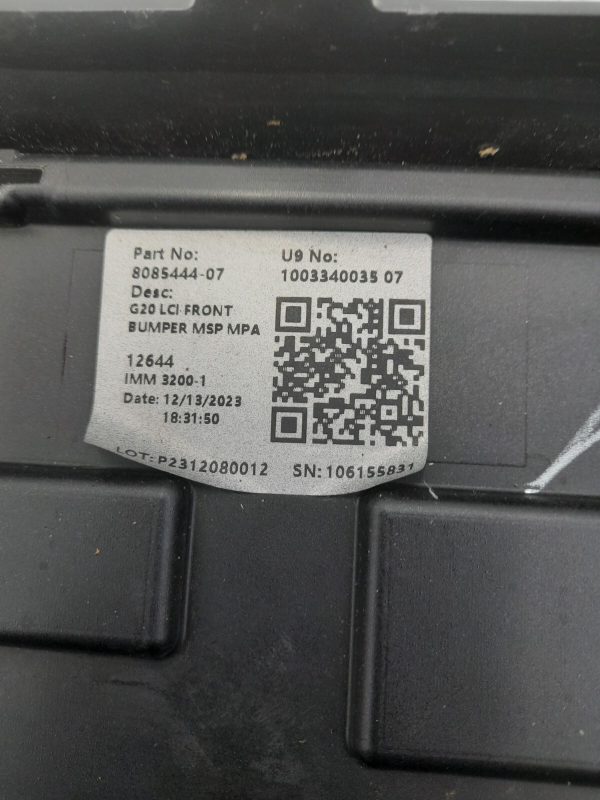 Part No:
8085444-07
Desc:
G20 LCI FRONT
BUMPER MSP MPA
12644
IMM 3200-1
Date: 12/13/2023
18:31:50
U9 No:
1003340035 07
LOT: P2312080012 SN: 106155831